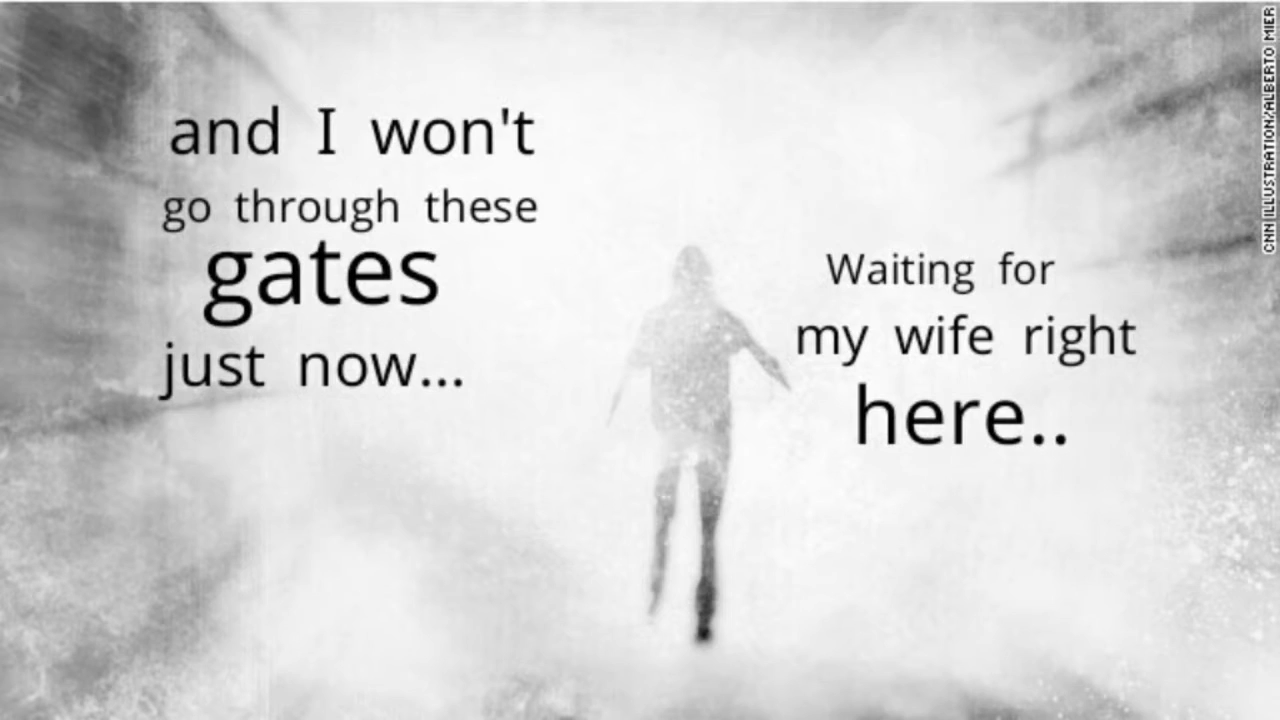 and I won't
go through these
gates
just now...
Waiting for
my wife right
here..
CNN ILLUSTRATION/ALBERTO MIER